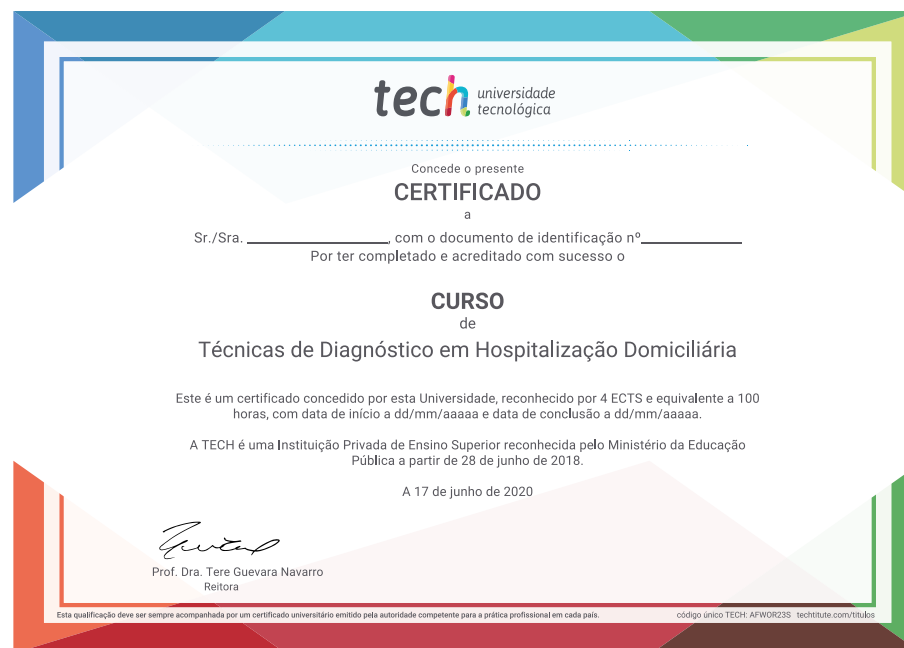 tech universidade
tecnológica
Concede o presente
CERTIFICADO
a
Sr./Sra. ____________, com o documento de identificação nº_________
Por ter completado e acreditado com sucesso o
CURSO
de
Técnicas de Diagnóstico em Hospitalização Domiciliária
Este é um certificado concedido por esta Universidade, reconhecido por 4 ECTS e equivalente a 100
horas, com data de início a dd/mm/aaaaa e data de conclusão a dd/mm/aaaaa.
A TECH é uma Instituição Privada de Ensino Superior reconhecida pelo Ministério da Educação
Pública a partir de 28 de junho de 2018.
A 17 de junho de 2020
Prof. Dra. Tere Guevara Navarro
Reitora
Esta qualificação deve ser sempre acompanhada por um certificado universitário emitido pela autoridade competente para a prática profissional em cada país.
código único TECH: AFWOR23S techtitute.com/titulos